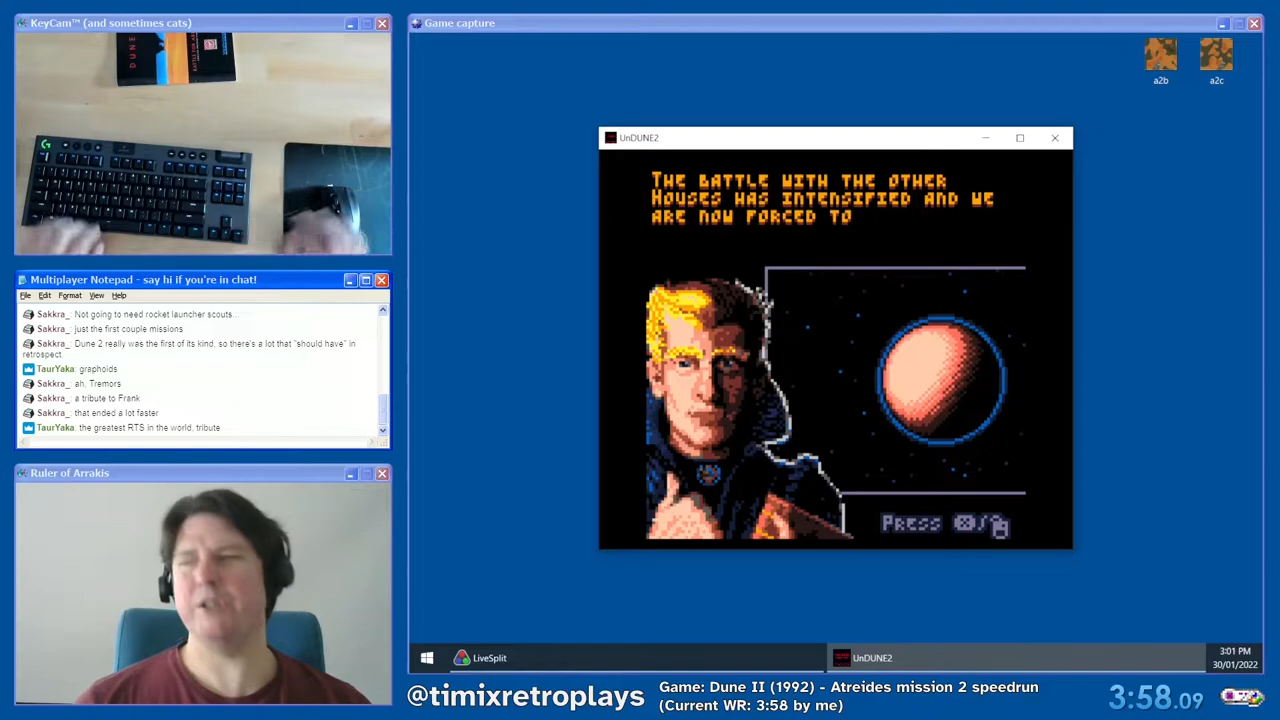 KeyCam™ (and sometimes cats)
DUNE
Multiplayer Notepad - say hi if you're in chat!
File Edit Format View Help
Sakkra_: Not going to need rocket launcher scouts...
Sakkra_: just the first couple missions
Sakkra_: Dune 2 really was the first of its kind, so there's a lot that "should have" in
retrospect
TaurYaka: graphoids
Sakkra_: ah, Tremors
Sakkra_: a tribute to Frank
Sakkra_: that ended a lot faster
TaurYaka: the greatest RTS in the world, tribute
Ruler of Arrakis
Game capture
a2b a2c
UnDUNE2
THE BATTLE WITH THE OTHER
HOUSES HAS INTENSIFIED AND WE
ARE NOW FORCED TO
PRESS ⓧ/
LiveSplit
UnDUNE2
3:01 PM
30/01/2022
@timixretroplays
Game: Dune II (1992) - Atreides mission 2 speedrun
(Current WR: 3:58 by me)
3:58.09